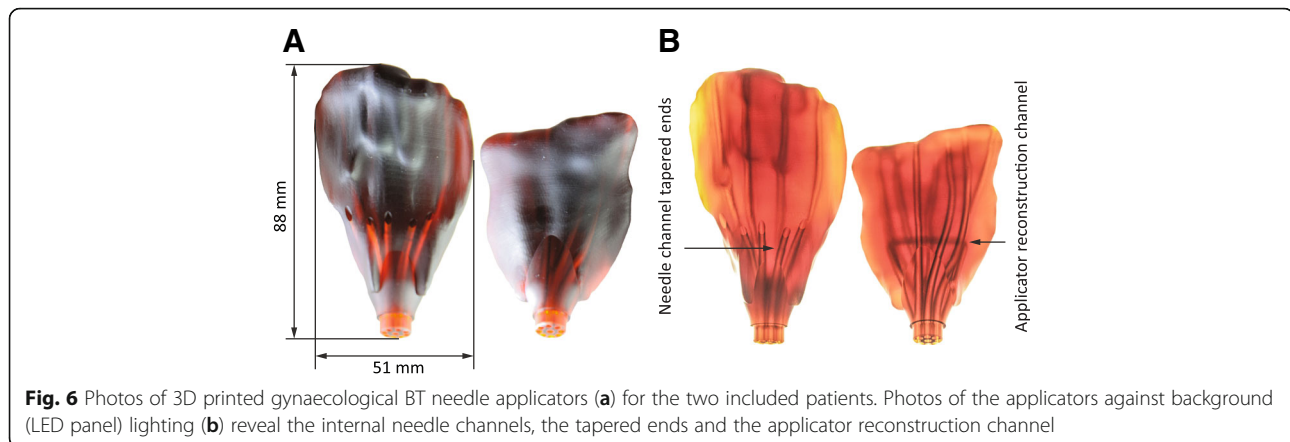 A
B
88 mm
51 mm
Needle channel tapered ends
Applicator reconstruction channel
Fig. 6 Photos of 3D printed gynaecological BT needle applicators (a) for the two included patients. Photos of the applicators against background
(LED panel) lighting (b) reveal the internal needle channels, the tapered ends and the applicator reconstruction channel